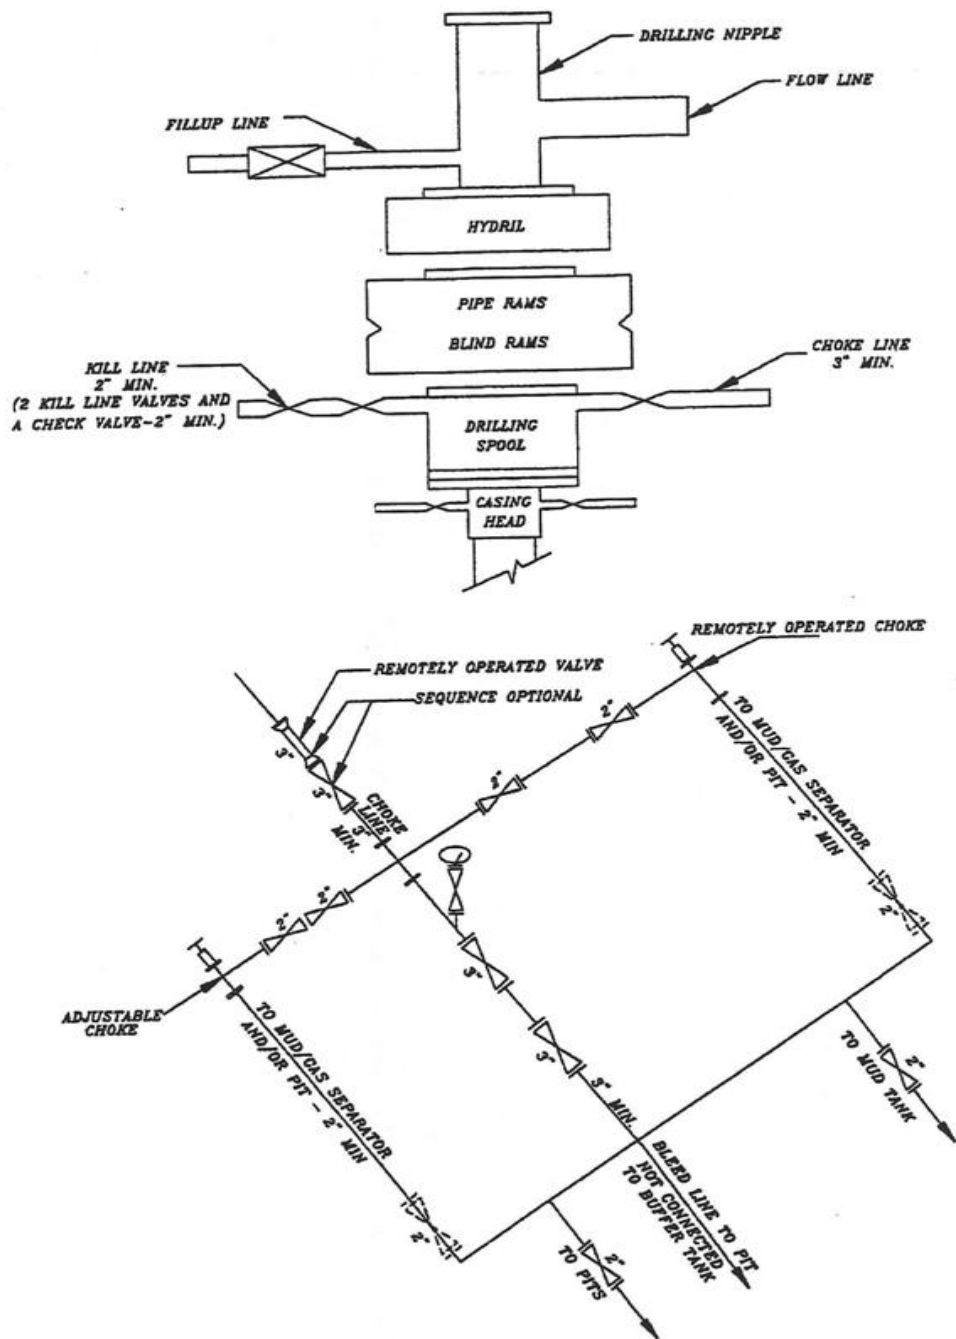 DRILLING NIPPLE
FLOW LINE
FILLUP LINE
HYDRIL
PIPE RAMS
BLIND RAMS
KILL LINE
2" MIN.
(2 KILL LINE VALVES AND
A CHECK VALVE-2" MIN.)
CHOKE LINE
3" MIN.
DRILLING
SPOOL
CASING
HEAD
REMOTELY OPERATED CHOKE
REMOTELY OPERATED VALVE
SEQUENCE OPTIONAL
3"
3"
CHOKE
LINE
3"
MIN.
2"
2"
TO MUD/GAS SEPARATOR
AND/OR PIT - 2" MIN
2"
2"
2"
ADJUSTABLE
CHOKE
TO MUD/GAS SEPARATOR
AND/OR PIT - 2" MIN
2"
3"
3"
3" MIN.
BLEED LINE TO PIT
NOT CONNECTED
TO BUFFER TANK
2"
TO MUD TANK
2"
TO PITS